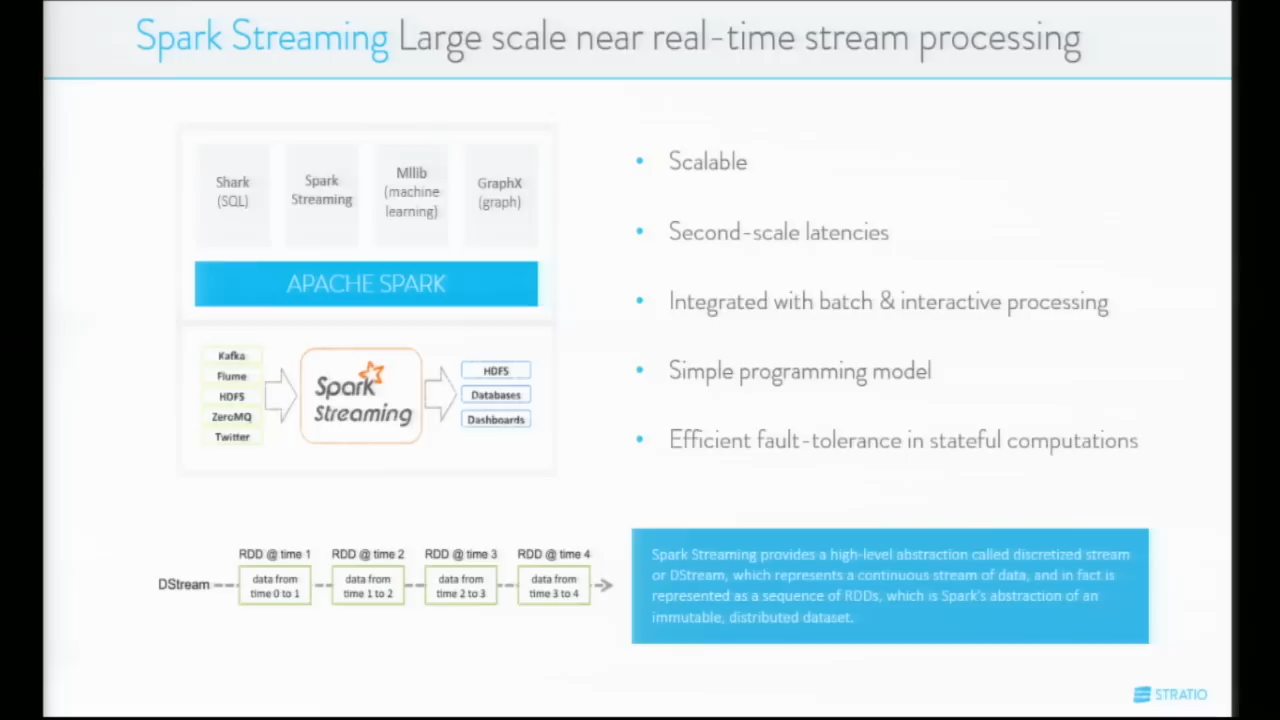 Spark Streaming Large scale near real-time stream processing
Shark
(SQL)
Spark
Streaming
Mllib
(machine
learning)
GraphX
(graph)
APACHE SPARK
Kafka
Flume
HDFS
ZeroMQ
Twitter
Spark
Streaming
HDFS
Databases
Dashboards
• Scalable
• Second-scale latencies
• Integrated with batch & interactive processing
• Simple programming model
• Efficient fault-tolerance in stateful computations
DStream
RDD @ time 1
data from
time 0 to 1
RDD @ time 2
data from
time 1 to 2
RDD @ time 3
data from
time 2 to 3
RDD @ time 4
data from
time 3 to 4
Spark Streaming provides a high-level abstraction called discretized stream
or DStream, which represents a continuous stream of data, and in fact is
represented as a sequence of RDDs, which is Spark's abstraction of an
immutable, distributed dataset.
STRATIO